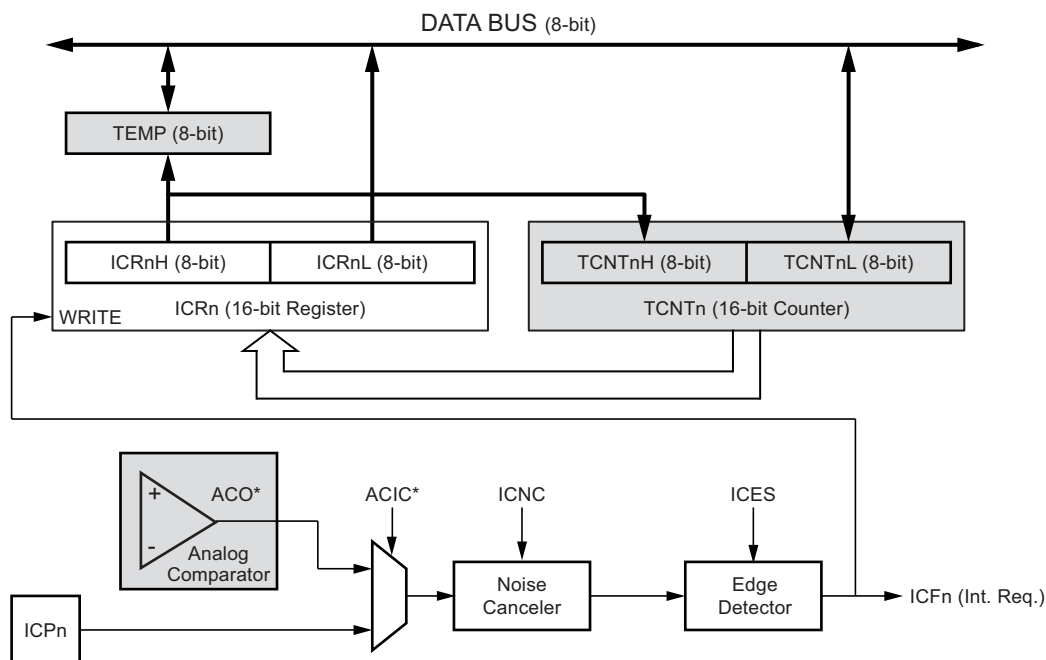 DATA BUS (8-bit)
TEMP (8-bit)
ICRnH (8-bit)
ICRnL (8-bit)
TCNTnH (8-bit)
TCNTnL (8-bit)
WRITE
ICRn (16-bit Register)
TCNTn (16-bit Counter)
+
-
ACO*
Analog
Comparator
ACIC*
ICNC
ICES
Noise
Canceler
Edge
Detector
ICFn (Int. Req.)
ICPn